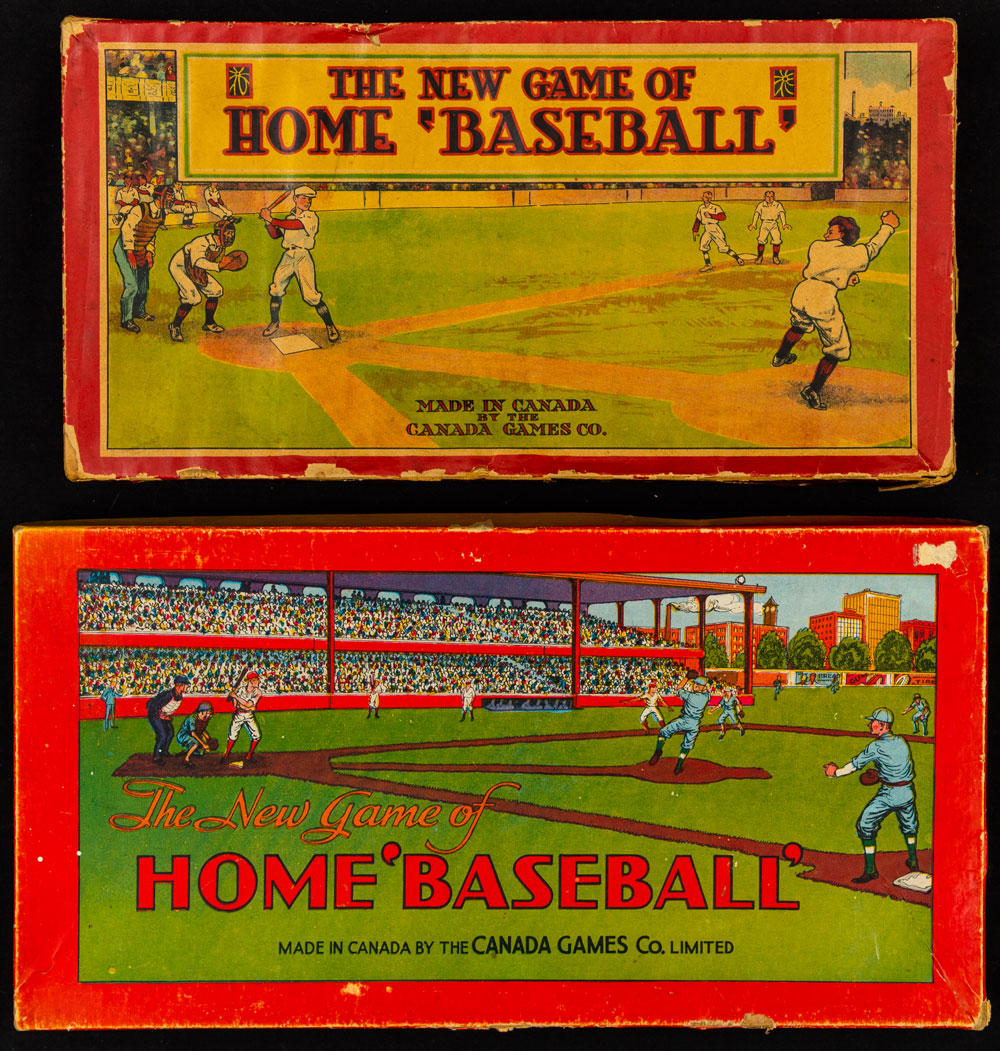 THE NEW GAME OF
HOME 'BASEBALL'
MADE IN CANADA
BY THE
CANADA GAMES CO.
The New Game of
HOME 'BASEBALL'
MADE IN CANADA BY THE CANADA GAMES Co. LIMITED